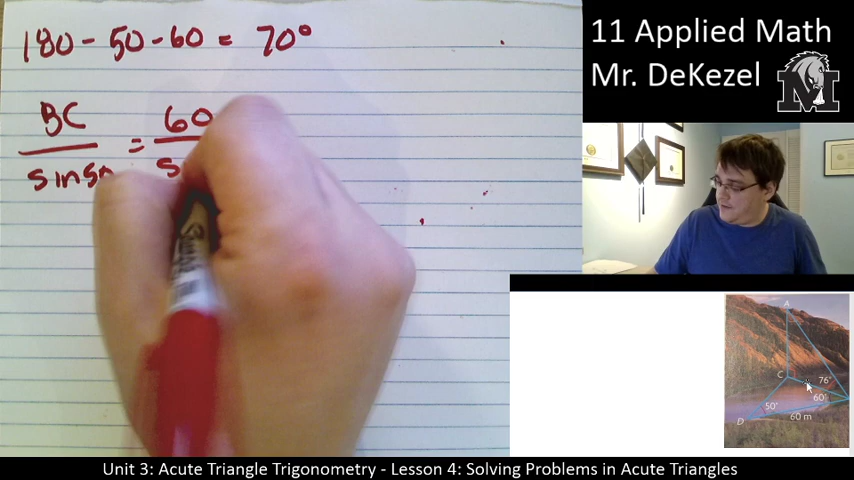 180 - 50 - 60 = 70°
BC = 60
sin50 s
11 Applied Math
Mr. DeKezel
M
A
C
76°
60°
50°
D
60 m
Unit 3: Acute Triangle Trigonometry - Lesson 4: Solving Problems in Acute Triangles